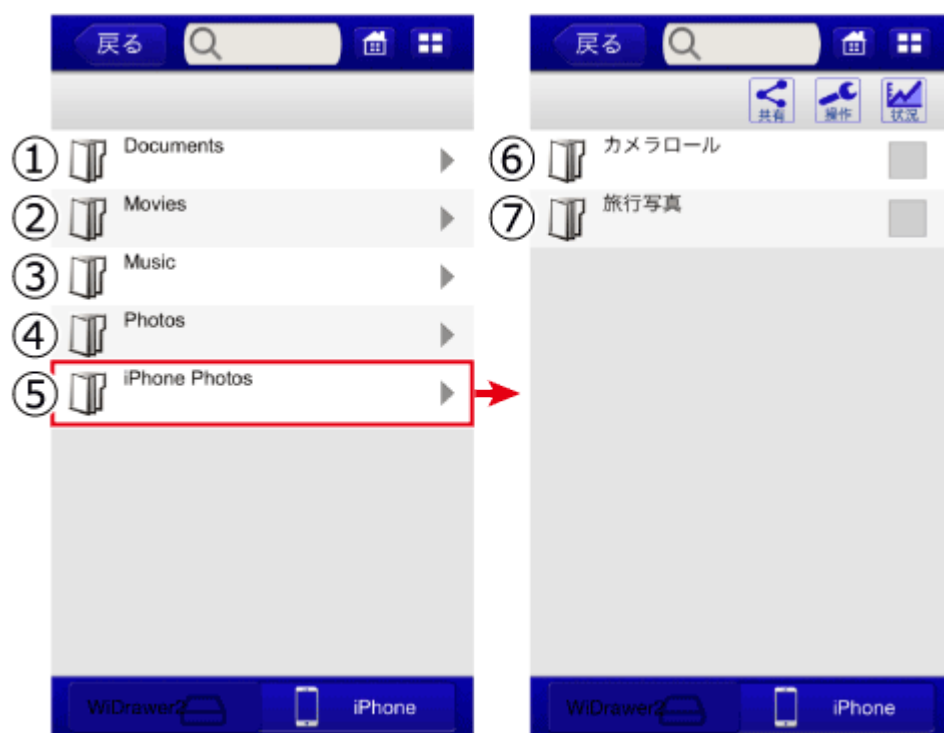 戻る
① Documents
② Movies
③ Music
④ Photos
⑤ iPhone Photos
WiDrawer2 iPhone
戻る
共有 操作 状況
⑥ カメラロール
⑦ 旅行写真
WiDrawer2 iPhone